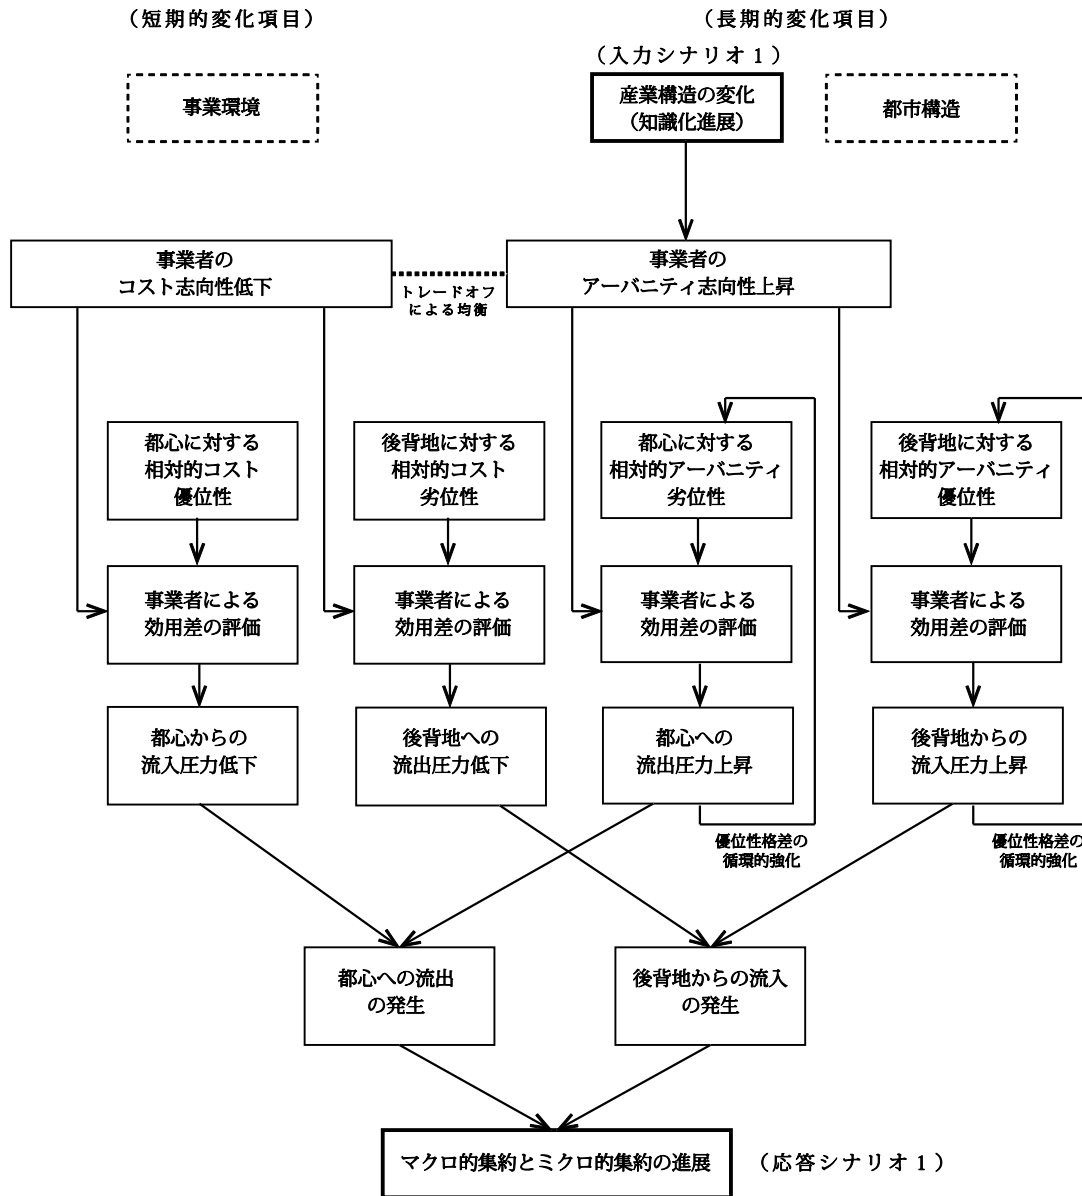 （短期的変化項目）
（長期的変化項目）
（入力シナリオ１）
事業環境
産業構造の変化
（知識化進展）
都市構造
事業者の
コスト志向性低下
トレードオフ
による均衡
事業者の
アーバニティ志向性上昇
都心に対する
相対的コスト
優位性
後背地に対する
相対的コスト
劣位性
都心に対する
相対的アーバニティ
劣位性
後背地に対する
相対的アーバニティ
優位性
事業者による
効用差の評価
事業者による
効用差の評価
事業者による
効用差の評価
事業者による
効用差の評価
都心からの
流入圧力低下
後背地への
流出圧力低下
都心への
流出圧力上昇
後背地からの
流入圧力上昇
優位性格差の
循環的強化
優位性格差の
循環的強化
都心への流出
の発生
後背地からの流入
の発生
マクロ的集約とミクロ的集約の進展
（応答シナリオ１）